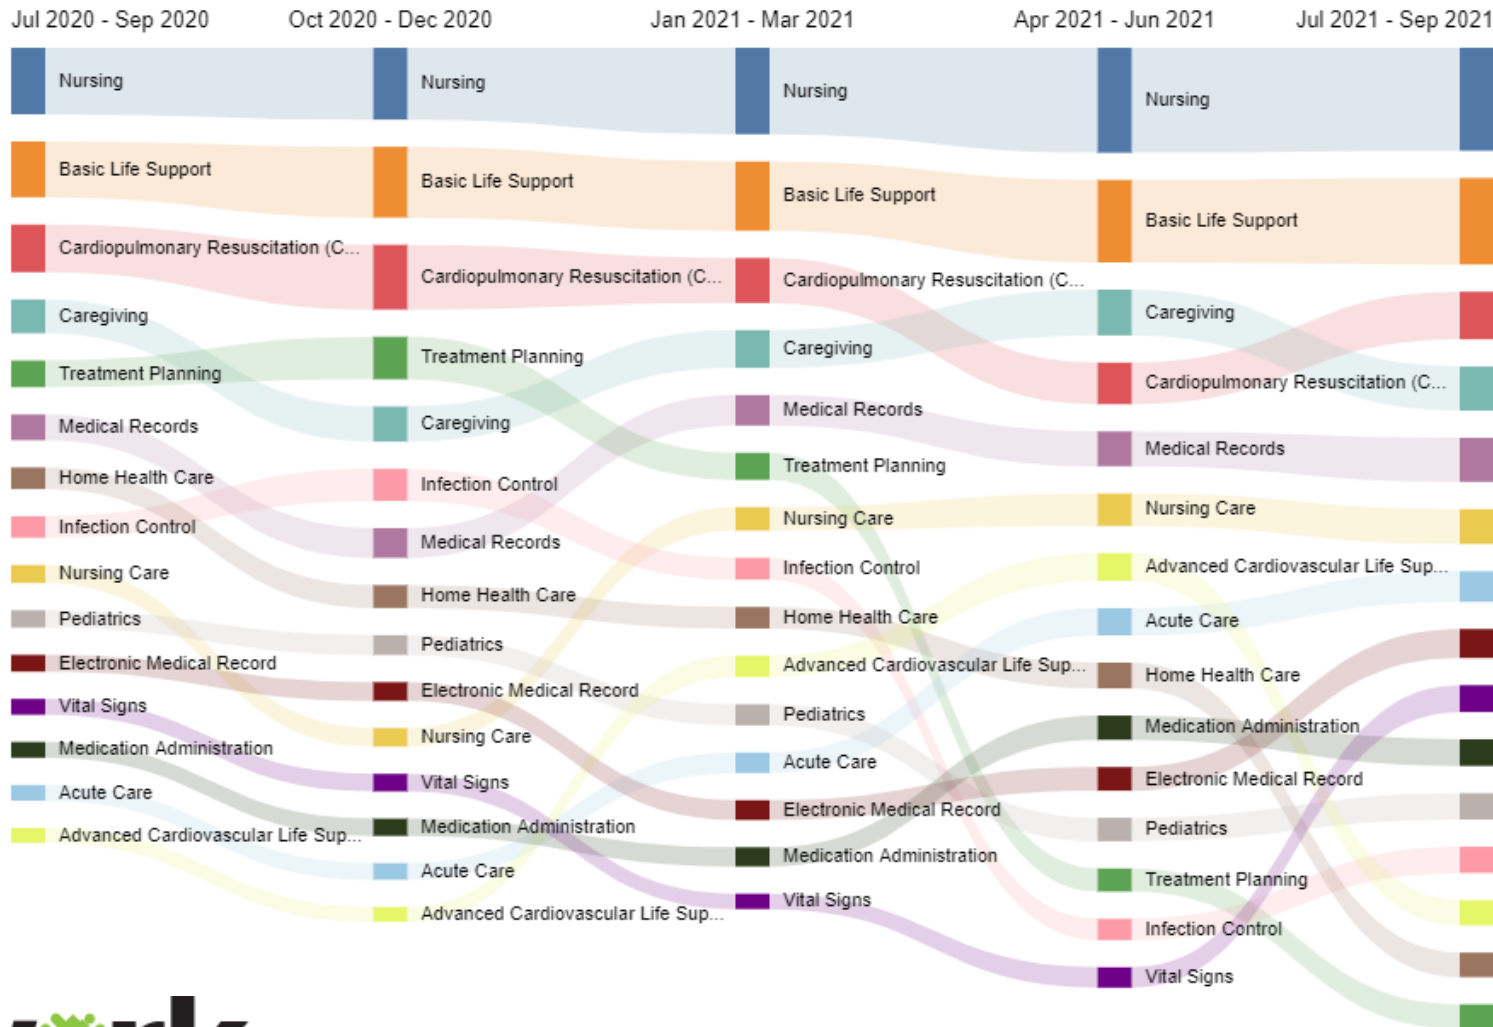 Jul 2020 - Sep 2020 Oct 2020 - Dec 2020 Jan 2021 - Mar 2021 Apr 2021 - Jun 2021 Jul 2021 - Sep 2021
Nursing
Basic Life Support
Cardiopulmonary Resuscitation (C...
Caregiving
Treatment Planning
Medical Records
Home Health Care
Infection Control
Nursing Care
Pediatrics
Electronic Medical Record
Vital Signs
Medication Administration
Acute Care
Advanced Cardiovascular Life Sup...
Nursing
Basic Life Support
Cardiopulmonary Resuscitation (C...
Treatment Planning
Caregiving
Infection Control
Medical Records
Home Health Care
Pediatrics
Electronic Medical Record
Nursing Care
Vital Signs
Medication Administration
Acute Care
Advanced Cardiovascular Life Sup...
Nursing
Basic Life Support
Cardiopulmonary Resuscitation (C...
Caregiving
Medical Records
Treatment Planning
Nursing Care
Infection Control
Home Health Care
Advanced Cardiovascular Life Sup...
Pediatrics
Acute Care
Electronic Medical Record
Medication Administration
Vital Signs
Nursing
Basic Life Support
Caregiving
Cardiopulmonary Resuscitation (C...
Medical Records
Nursing Care
Advanced Cardiovascular Life Sup...
Acute Care
Home Health Care
Medication Administration
Electronic Medical Record
Pediatrics
Treatment Planning
Infection Control
Vital Signs